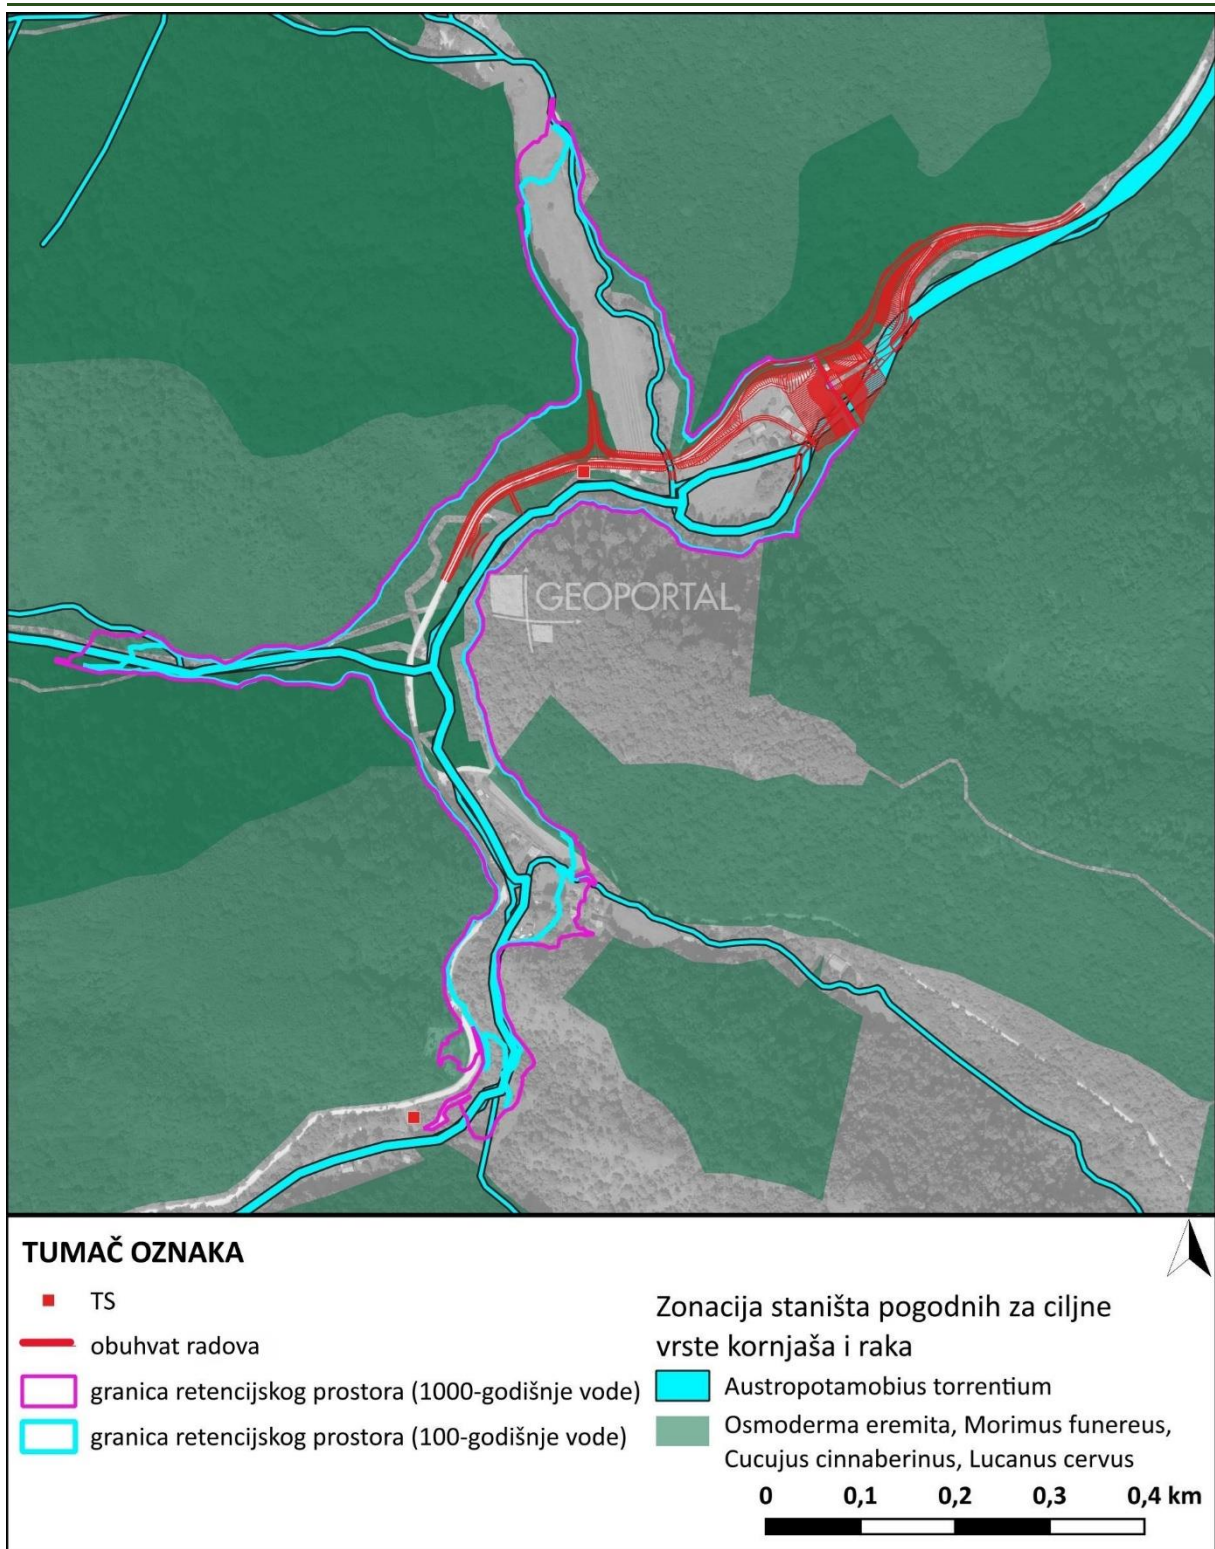 GEOPORTAL
TUMAČ OZNAKA
TS
obuhvat radova
granica retencijskog prostora (1000-godišnje vode)
granica retencijskog prostora (100-godišnje vode)
Zonacija staništa pogodnih za ciljne
vrste kornjaša i raka
Austropotamobius torrentium
Osmoderma eremita, Morimus funereus,
Cucujus cinnaberinus, Lucanus cervus
0 0,1 0,2 0,3 0,4 km